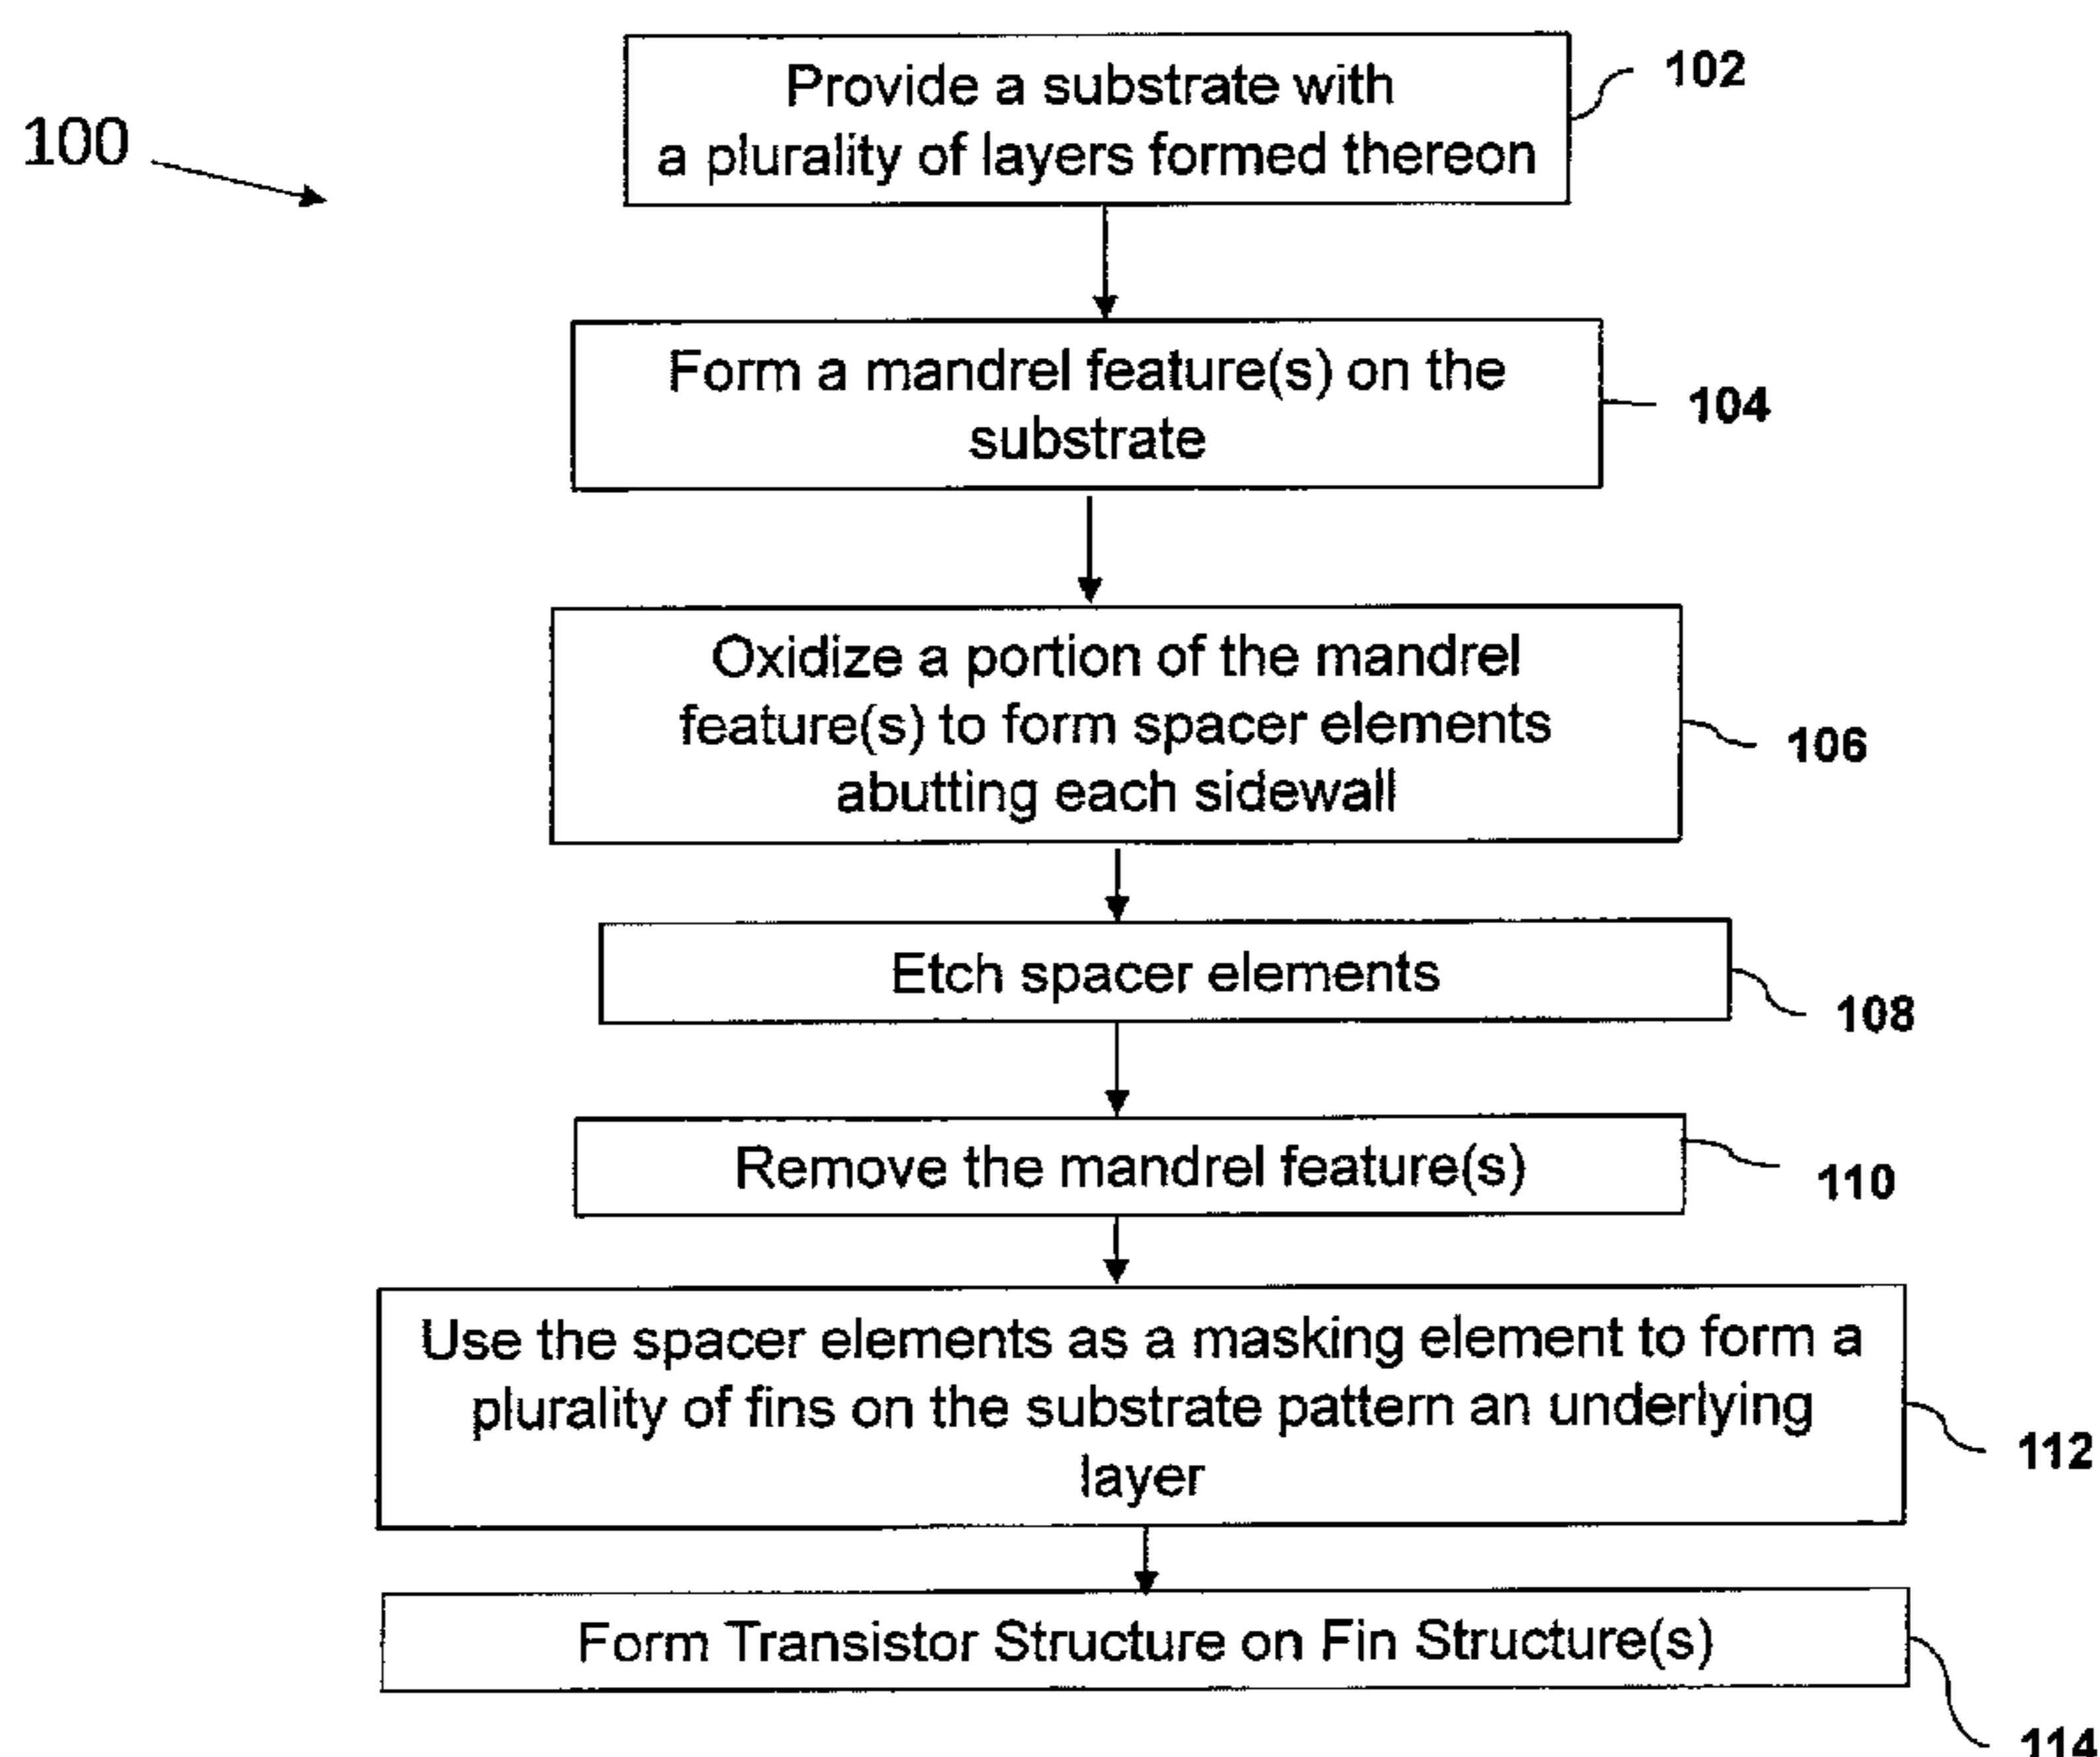 100
Provide a substrate with
a plurality of layers formed thereon
102
Form a mandrel feature(s) on the
substrate
104
Oxidize a portion of the mandrel
feature(s) to form spacer elements
abutting each sidewall
106
Etch spacer elements
108
Remove the mandrel feature(s)
110
Use the spacer elements as a masking element to form a
plurality of fins on the substrate pattern an underlying
layer
112
Form Transistor Structure on Fin Structure(s)
114